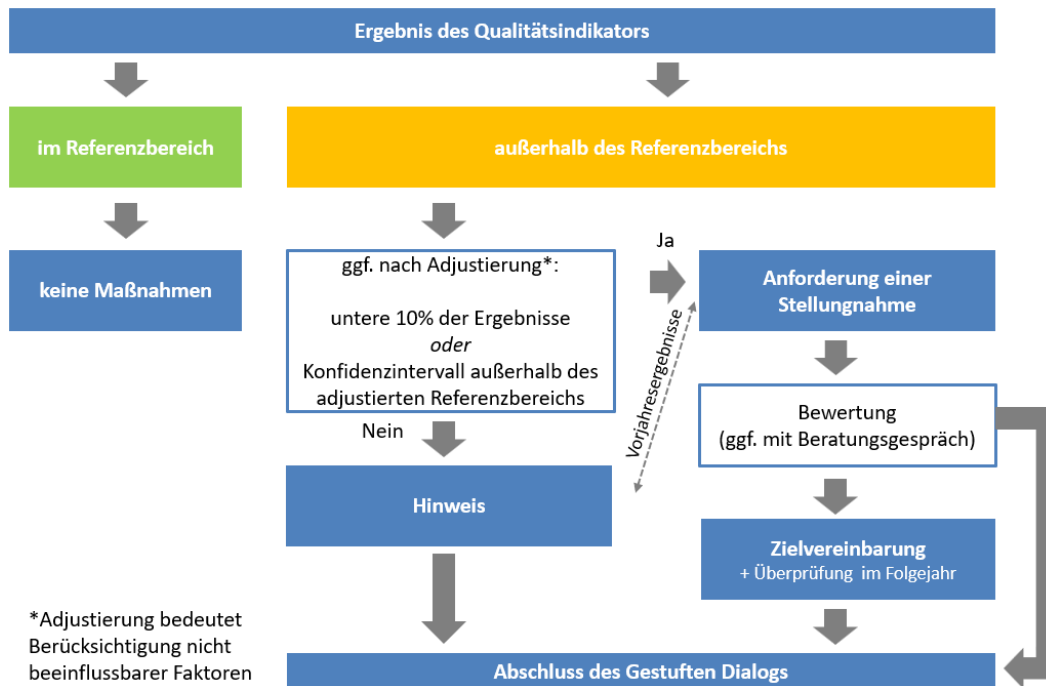 Ergebnis des Qualitätsindikators
im Referenzbereich
außerhalb des Referenzbereichs
keine Maßnahmen
ggf. nach Adjustierung*:
untere 10% der Ergebnisse
oder
Konfidenzintervall außerhalb des
adjustierten Referenzbereichs
Ja
Anforderung einer
Stellungnahme
Vorjahresergebnisse
Nein
Bewertung
(ggf. mit Beratungsgespräch)
Hinweis
Zielvereinbarung
+ Überprüfung im Folgejahr
*Adjustierung bedeutet
Berücksichtigung nicht
beeinflussbarer Faktoren
Abschluss des Gestuften Dialogs